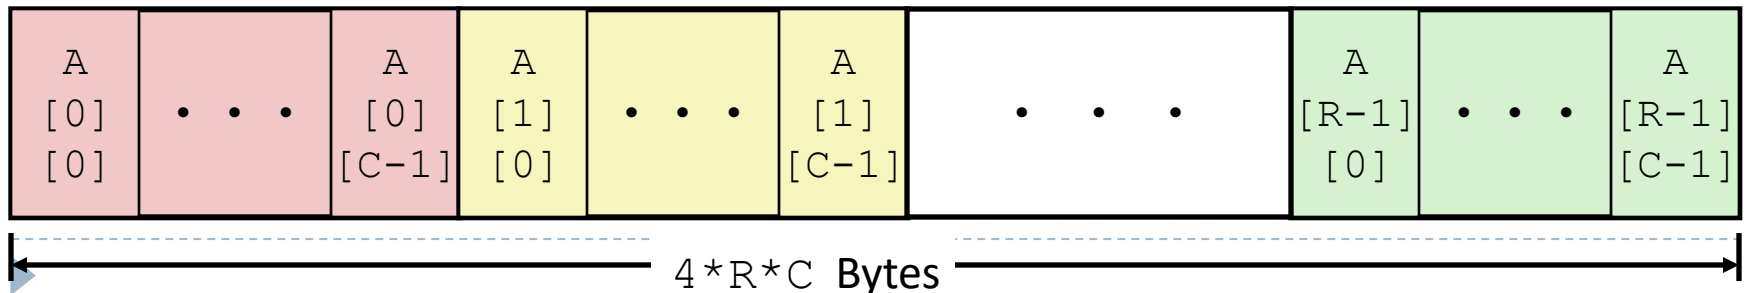 A A A A A A
[0] • • • [0] [1] • • • [1] • • • [R-1] • • • [R-1]
[0] [C-1] [0] [C-1] [0] [C-1]
4*R*C Bytes